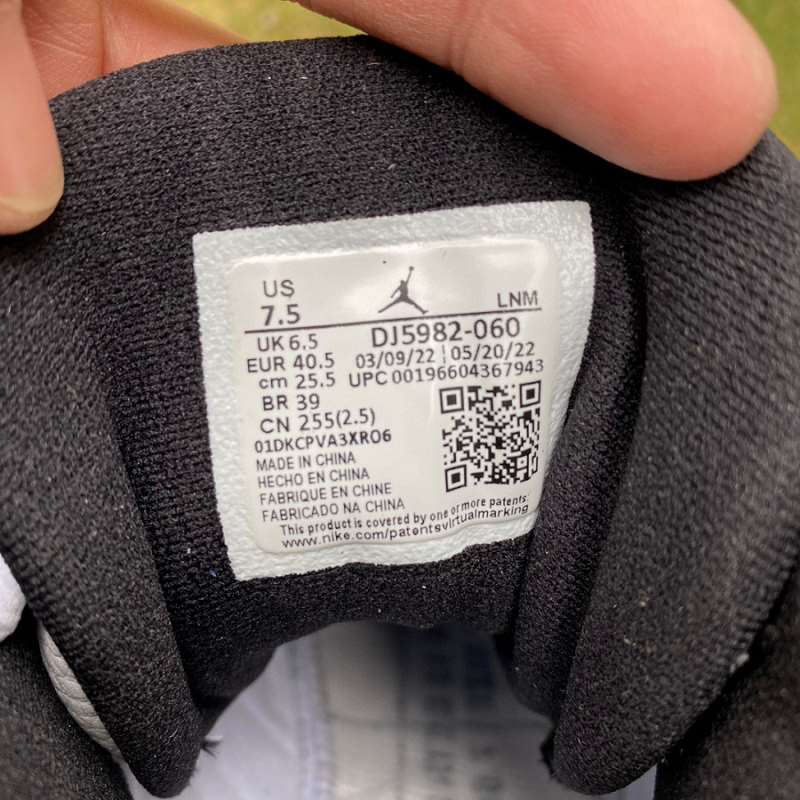 US
7.5
LNM
UK 6.5
DJ5982-060
EUR 40.5
03/09/22 | 05/20/22
cm 25.5
UPC 00196604367943
BR 39
CN 255(2.5)
01DKCPVA3XRO6
MADE IN CHINA
HECHO EN CHINA
FABRIQUE EN CHINE
FABRICADO NA CHINA
This product is covered by one or more patents:
www.nike.com/patentsvirtualmarking